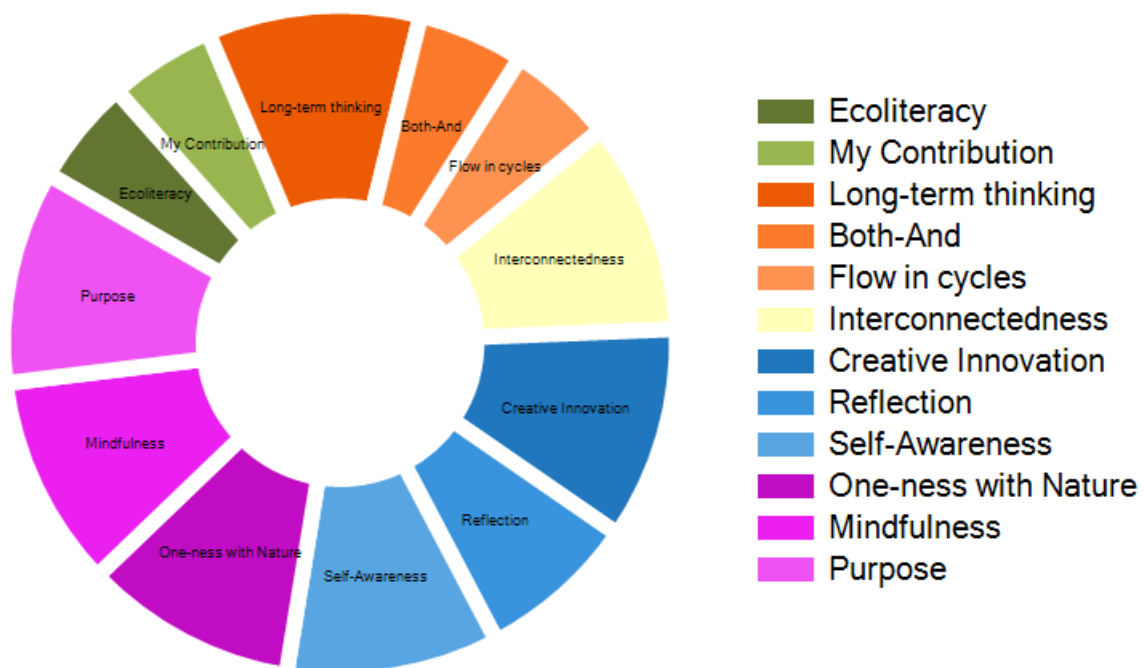 Long-term thinking
Both-And
My Contribution
Flow in cycles
Ecoliteracy
Interconnectedness
Purpose
Creative Innovation
Mindfulness
Reflection
One-ness with Nature
Self-Awareness
Ecoliteracy
My Contribution
Long-term thinking
Both-And
Flow in cycles
Interconnectedness
Creative Innovation
Reflection
Self-Awareness
One-ness with Nature
Mindfulness
Purpose